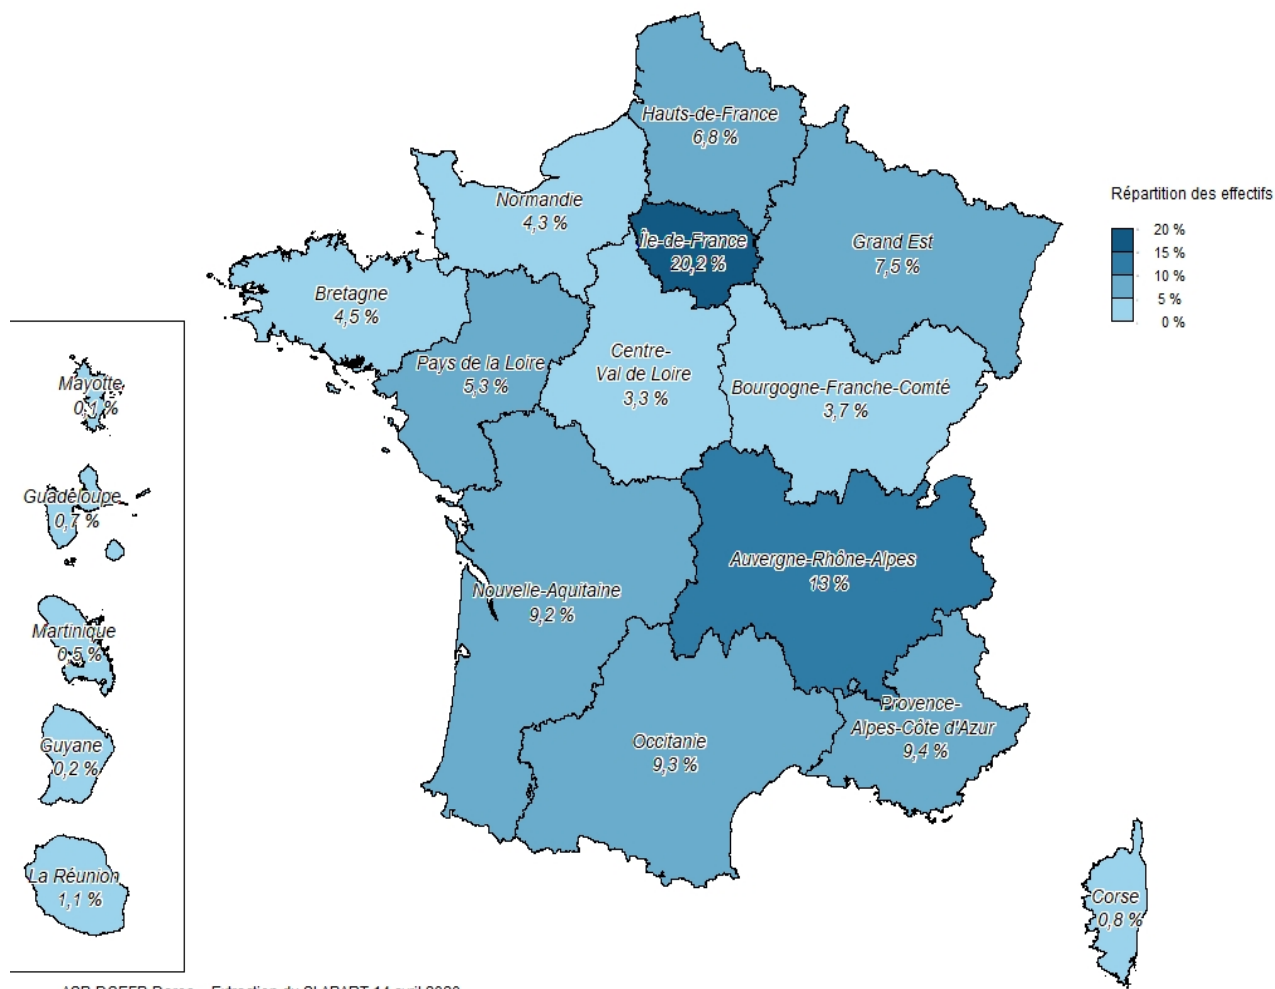 Hauts-de-France
6,8 %
Normandie
4,3 %
Île-de-France
20,2 %
Grand Est
7,5 %
Bretagne
4,5 %
Pays de la Loire
5,3 %
Centre-
Val de Loire
3,3 %
Bourgogne-Franche-Comté
3,7 %
Auvergne-Rhône-Alpes
13 %
Nouvelle-Aquitaine
9,2 %
Occitanie
9,3 %
Provence-
Alpes-Côte d'Azur
9,4 %
Corse
0,8 %
Mayotte
0,1 %
Guadeloupe
0,7 %
Martinique
0,5 %
Guyane
0,2 %
La Réunion
1,1 %
Répartition des effectifs
20 %
15 %
10 %
5 %
0 %